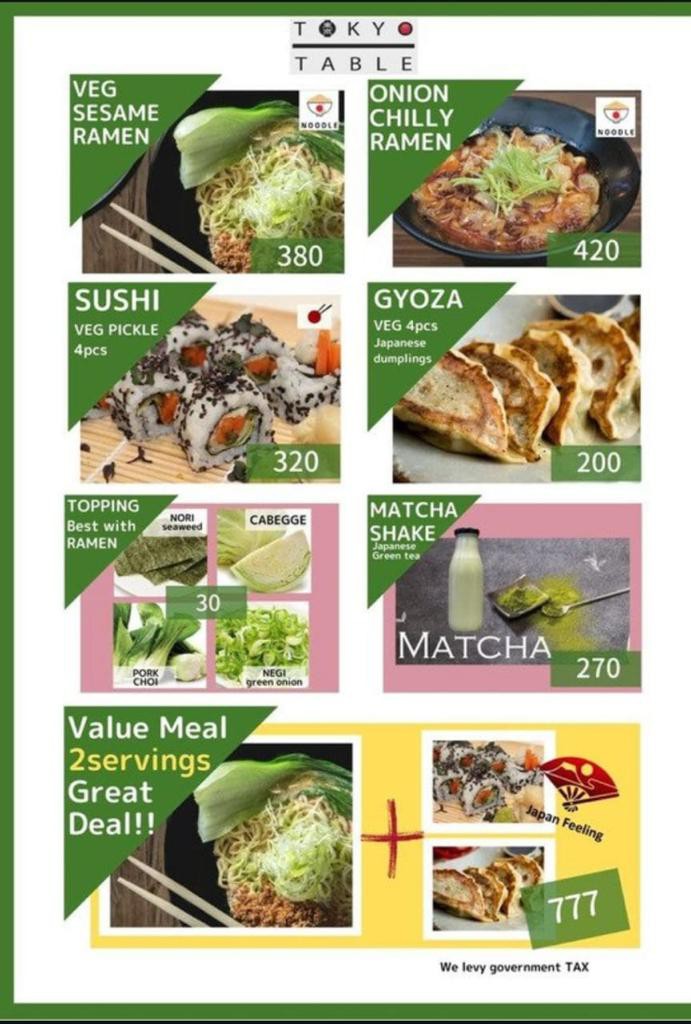 TOKYO
TABLE
VEG
SESAME
RAMEN
NOODLE
380
ONION
CHILLY
RAMEN
NOODLE
420
SUSHI
VEG PICKLE
4pcs
320
GYOZA
VEG 4pcs
Japanese
dumplings
200
TOPPING
Best with
RAMEN
NORI
seaweed
CABEGGE
30
PORK
CHOI
NEGI
green onion
MATCHA
SHAKE
Japanese
Green tea
MATCHA
270
Value Meal
2servings
Great
Deal!!
Japan Feeling
777
We levy government TAX